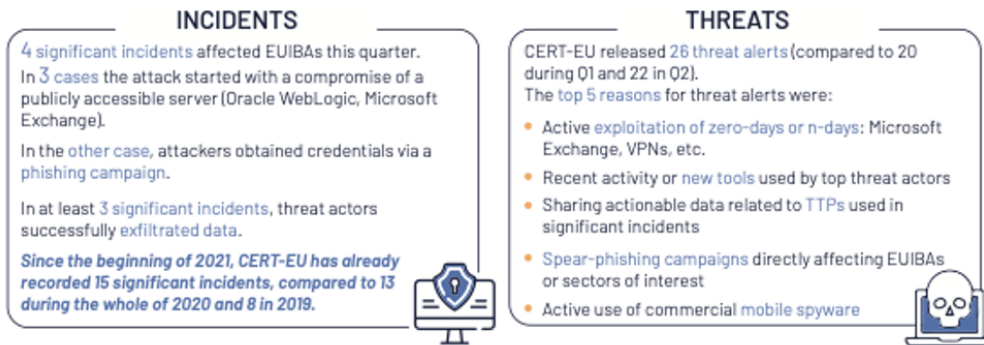 INCIDENTS
4 significant incidents affected EUIBAs this quarter.
In 3 cases the attack started with a compromise of a
publicly accessible server (Oracle WebLogic, Microsoft
Exchange).
In the other case, attackers obtained credentials via a
phishing campaign.
In at least 3 significant incidents, threat actors
successfully exfiltrated data.
Since the beginning of 2021, CERT-EU has already
recorded 15 significant incidents, compared to 13
during the whole of 2020 and 8 in 2019.
THREATS
CERT-EU released 26 threat alerts (compared to 20
during Q1 and 22 in Q2).
The top 5 reasons for threat alerts were:
• Active exploitation of zero-days or n-days: Microsoft
Exchange, VPNs, etc.
• Recent activity or new tools used by top threat actors
• Sharing actionable data related to TTPs used in
significant incidents
• Spear-phishing campaigns directly affecting EUIBAs
or sectors of interest
• Active use of commercial mobile spyware